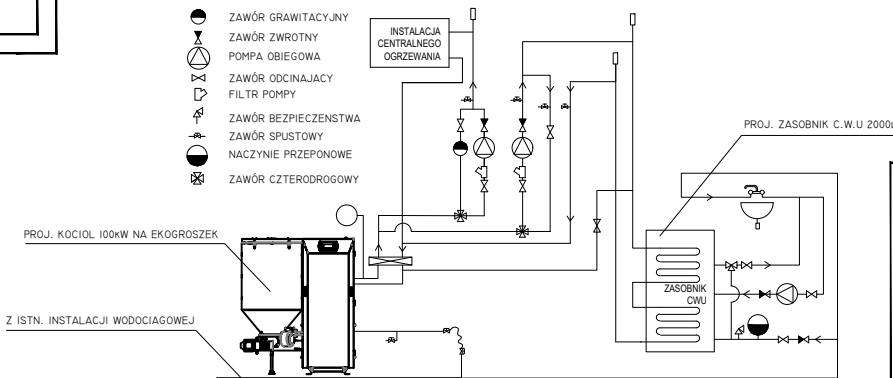 ZAWÓR GRAWITACYJNY
ZAWÓR ZWROTNY
POMPA OBIEGOWA
ZAWÓR ODCINAJACY
FILTR POMPY
ZAWÓR BEZPIECZENSTWA
ZAWÓR SPUSTOWY
NACZYNIE PRZEPONOWE
ZAWÓR CZTERODROGOWY
INSTALACJA
CENTRALNEGO
OGRZEWANIA
PROJ. ZASOBNIK C.W.U 2000L
PROJ. KOCIOL 100KW NA EKOGROSZEK
ZASOBNIK
CWU
Z ISTN. INSTALACJI WODOCIAGOWEJ